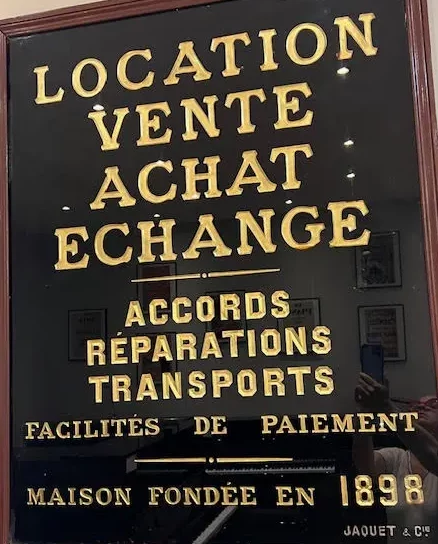 LOCATION
VENTE
ACHAT
ECHANGE
ACCORDS
RÉPARATIONS
TRANSPORTS
FACILITÉS DE PAIEMENT
MAISON FONDÉE EN 1898
JAQUET & Cie